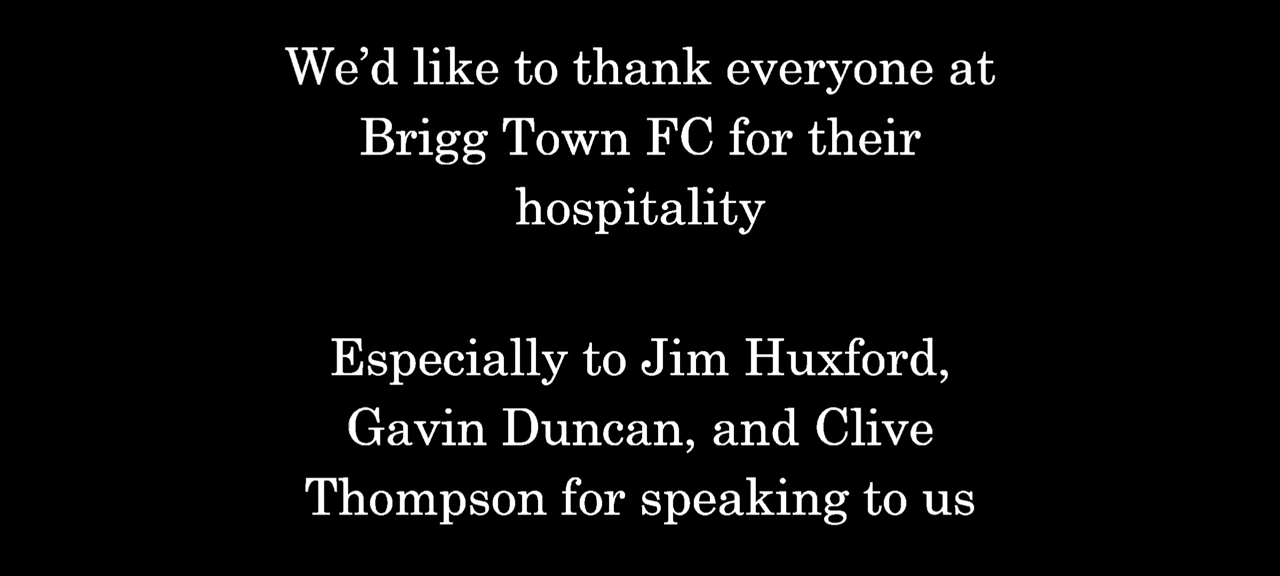 We’d like to thank everyone at
Brigg Town FC for their
hospitality
Especially to Jim Huxford,
Gavin Duncan, and Clive
Thompson for speaking to us